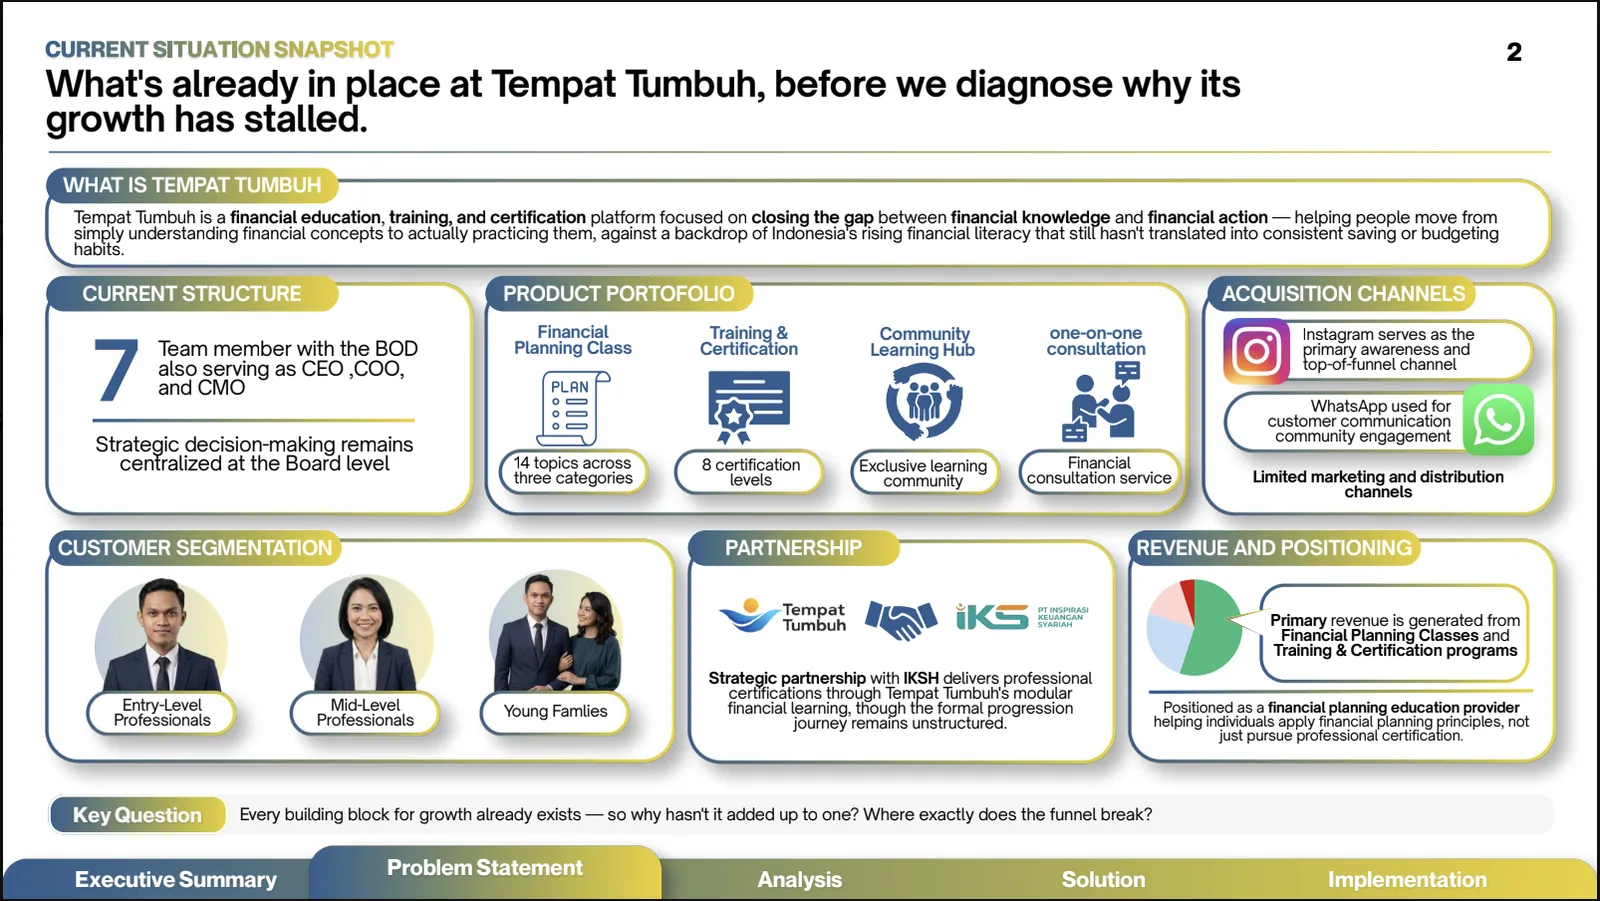 CURRENT SITUATION SNAPSHOT
2
What's already in place at Tempat Tumbuh, before we diagnose why its
growth has stalled.
WHAT IS TEMPAT TUMBUH
Tempat Tumbuh is a financial education, training, and certification platform focused on closing the gap between financial knowledge and financial action — helping people move from
simply understanding financial concepts to actually practicing them, against a backdrop of Indonesia's rising financial literacy that still hasn't translated into consistent saving or budgeting
habits.
CURRENT STRUCTURE
7
Team member with the BOD
also serving as CEO ,COO,
and CMO
Strategic decision-making remains
centralized at the Board level
PRODUCT PORTOFOLIO
Financial
Planning Class
PLAN
14 topics across
three categories
Training &
Certification
8 certification
levels
Community
Learning Hub
Exclusive learning
community
one-on-one
consultation
Financial
consultation service
ACQUISITION CHANNELS
Instagram serves as the
primary awareness and
top-of-funnel channel
WhatsApp used for
customer communication
community engagement
Limited marketing and distribution
channels
CUSTOMER SEGMENTATION
Entry-Level
Professionals
Mid-Level
Professionals
Young Famlies
PARTNERSHIP
Tempat
Tumbuh
iKS
PT INSPIRASI
KEUANGAN
SYARIAH
Strategic partnership with IKSH delivers professional
certifications through Tempat Tumbuh's modular
financial learning, though the formal progression
journey remains unstructured.
REVENUE AND POSITIONING
Primary revenue is generated from
Financial Planning Classes and
Training & Certification programs
Positioned as a financial planning education provider
helping individuals apply financial planning principles, not
just pursue professional certification.
Key Question
Every building block for growth already exists — so why hasn't it added up to one? Where exactly does the funnel break?
Executive Summary
Problem Statement
Analysis
Solution
Implementation